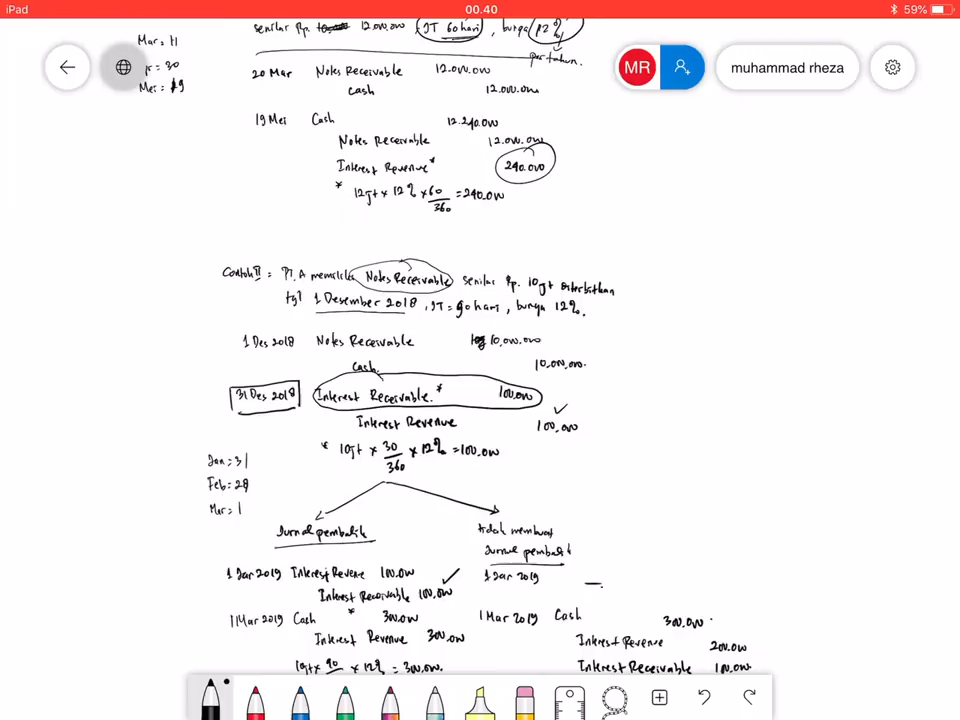 iPad
00.40
59%
senilai Rp. 12.000.000 (JT 60 hari), bunga 12%
per tahun.
MR
muhammad rheza
Mar = 11
= 30
Mei = 19
20 Mar Notes Receivable 12.000.000
Cash 12.000.000
19 Mei Cash 12.240.000
Notes Receivable 12.000.000
Interest Revenue* 240.000
* 12jt x 12% x 60/360 = 240.000
Contoh II = PT. A memiliki Notes Receivable senilai Rp. 10jt diterbitkan
tgl 1 Desember 2018, JT = 90 hari, bunga 12%.
1 Des 2018 Notes Receivable 10.000.000
Cash. 10.000.000.
31 Des 2018 Interest Receivable.* 100.000
Interest Revenue 100.000
* 10jt x 30/360 x 12% = 100.000
Jan = 31
Feb = 28
Mar = 1
Jurnal pembalik
tidak membuat
Jurnal pembalik
1 Jan 2019 Interest Revenue 100.000
Interest Receivable 100.000
1 Jan 2019 —
1 Mar 2019 Cash * 300.000
Interest Revenue 300.000
10jt x 90 x 12% = 300.000.
1 Mar 2019 Cash 300.000
Interest Revenue 200.000
Interest Receivable 100.000